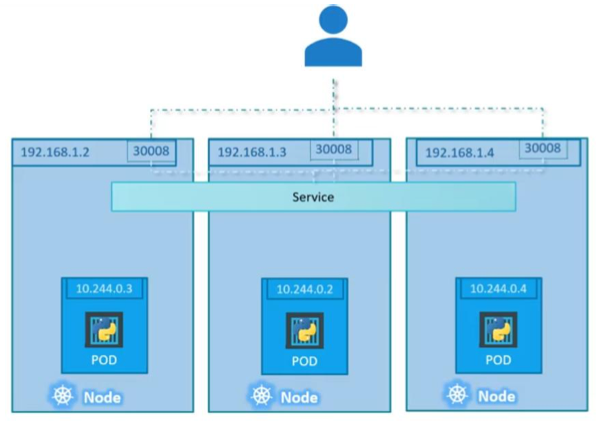 192.168.1.2 30008 192.168.1.3 30008 192.168.1.4 30008
Service
10.244.0.3 10.244.0.2 10.244.0.4
POD POD POD
Node Node Node